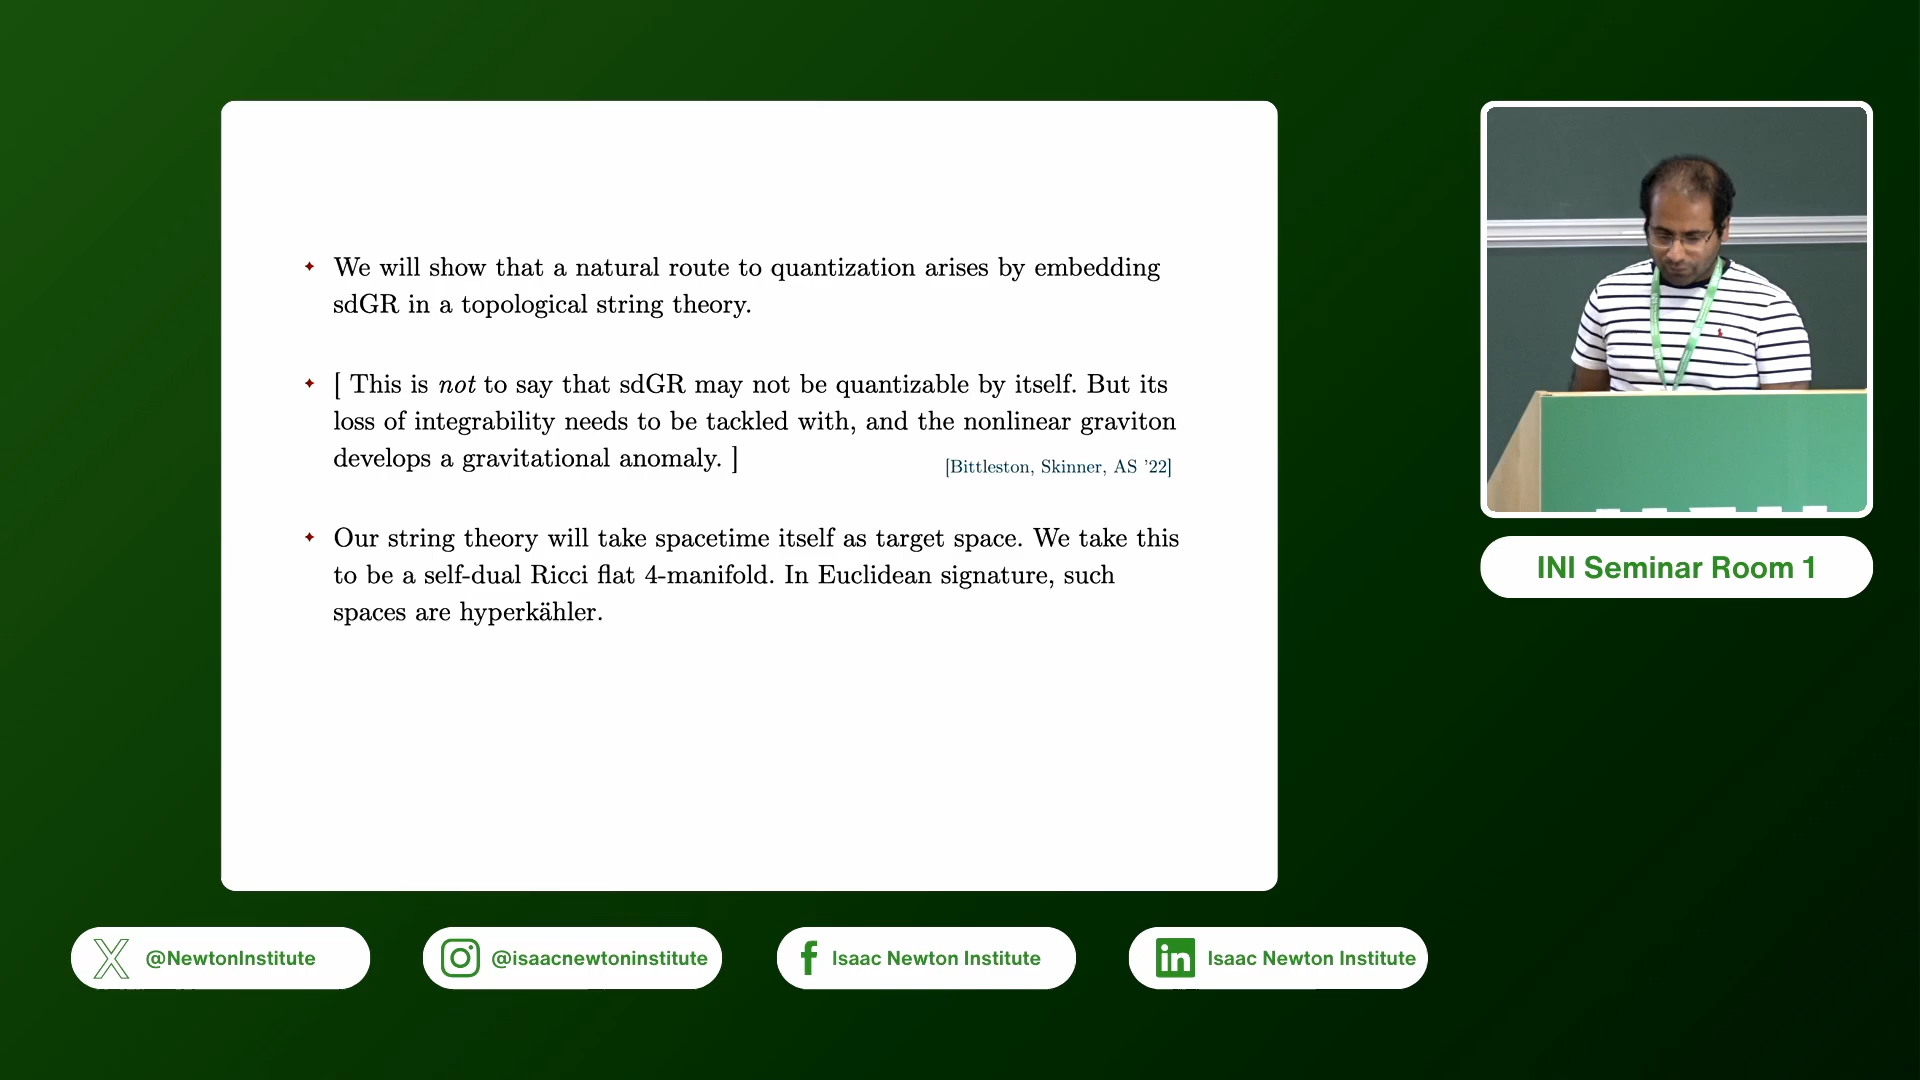 ✦ We will show that a natural route to quantization arises by embedding
sdGR in a topological string theory.
✦ [ This is not to say that sdGR may not be quantizable by itself. But its
loss of integrability needs to be tackled with, and the nonlinear graviton
develops a gravitational anomaly. ]
[Bittleston, Skinner, AS ’22]
✦ Our string theory will take spacetime itself as target space. We take this
to be a self-dual Ricci flat 4-manifold. In Euclidean signature, such
spaces are hyperkähler.
INI Seminar Room 1
@NewtonInstitute
@isaacnewtoninstitute
Isaac Newton Institute
Isaac Newton Institute